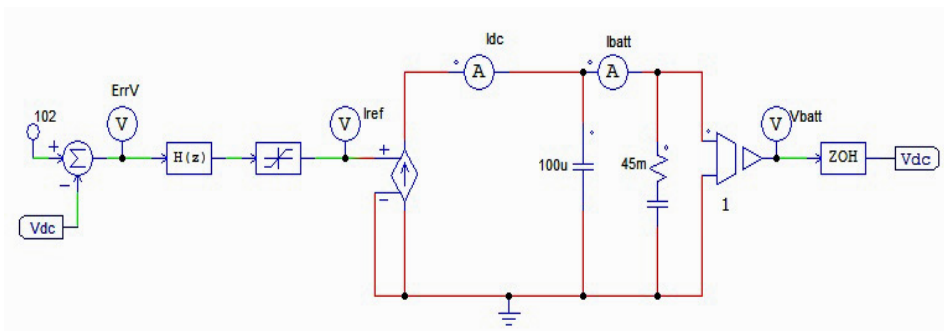 Idc
Ibatt
A
A
ErrV
102
V
V
Iref
V
Vbatt
+
Σ
−
H(z)
+
−
100u
45m
1
ZOH
Vdc
Vdc